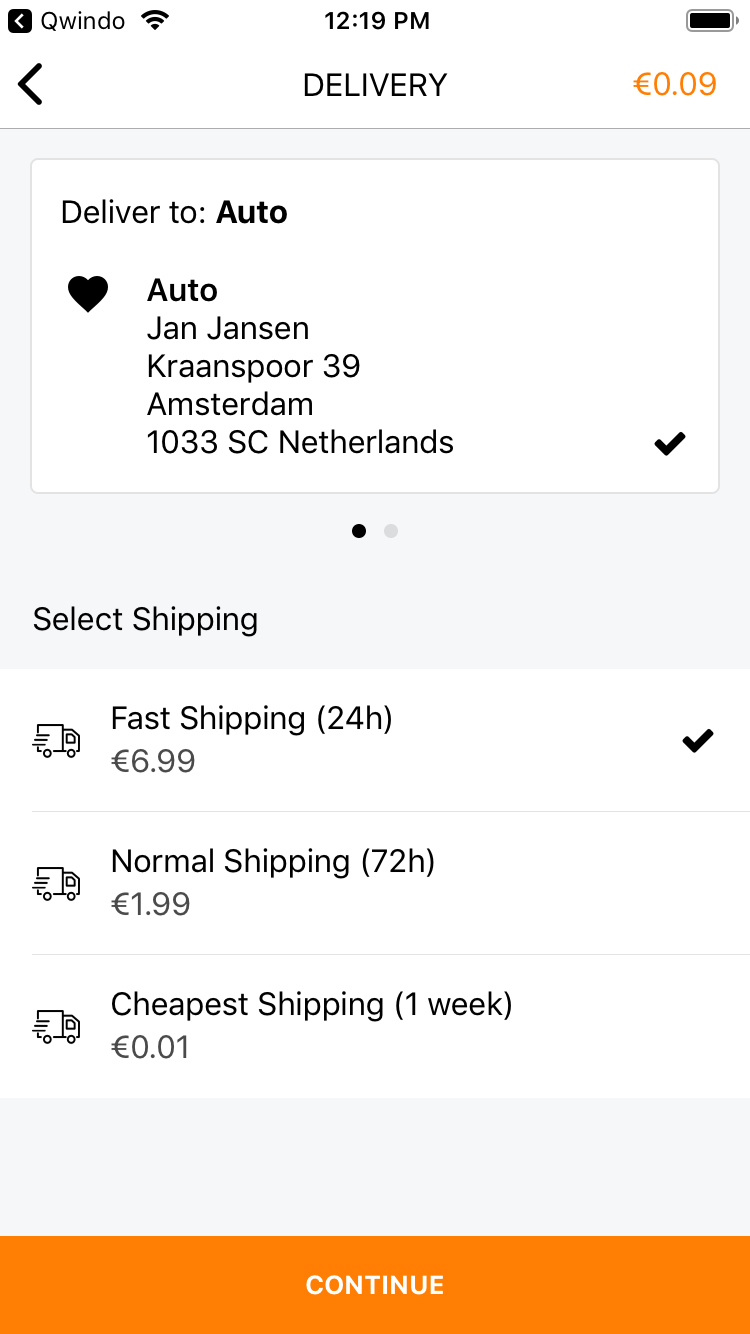 Qwindo 12:19 PM
DELIVERY €0.09
Deliver to: Auto
Auto
Jan Jansen
Kraanspoor 39
Amsterdam
1033 SC Netherlands
Select Shipping
Fast Shipping (24h)
€6.99
Normal Shipping (72h)
€1.99
Cheapest Shipping (1 week)
€0.01
CONTINUE